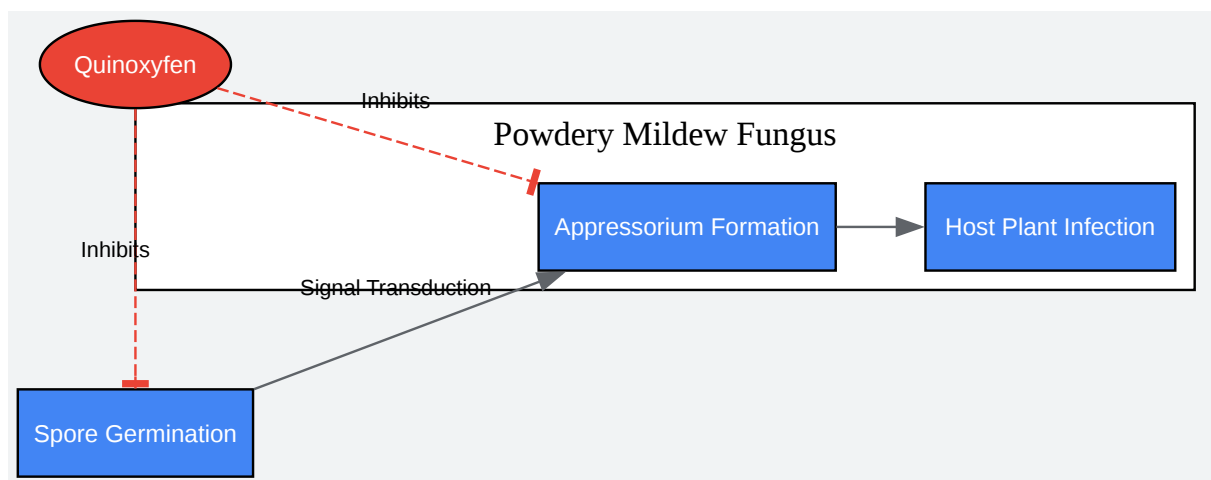 Quinoxyfen
Inhibits
Powdery Mildew Fungus
Appressorium Formation
Host Plant Infection
Inhibits
Signal Transduction
Spore Germination